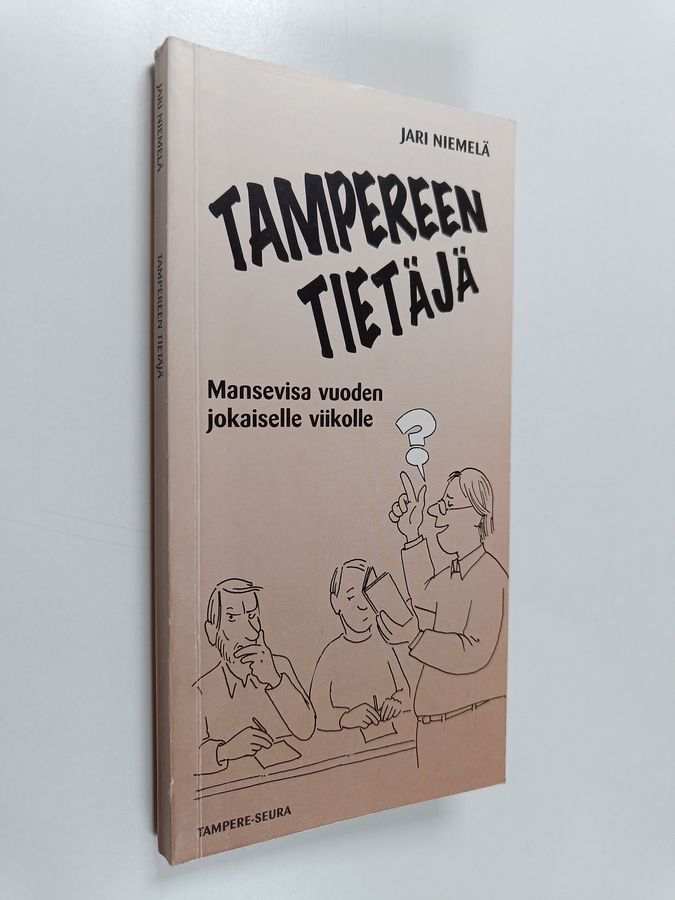 JARI NIEMELÄ
TAMPEREEN
TIETÄJÄ
Mansevisa vuoden
jokaiselle viikolle
?
TAMPERE-SEURA
JARI NIEMELÄ
TAMPEREEN TIETÄJÄ